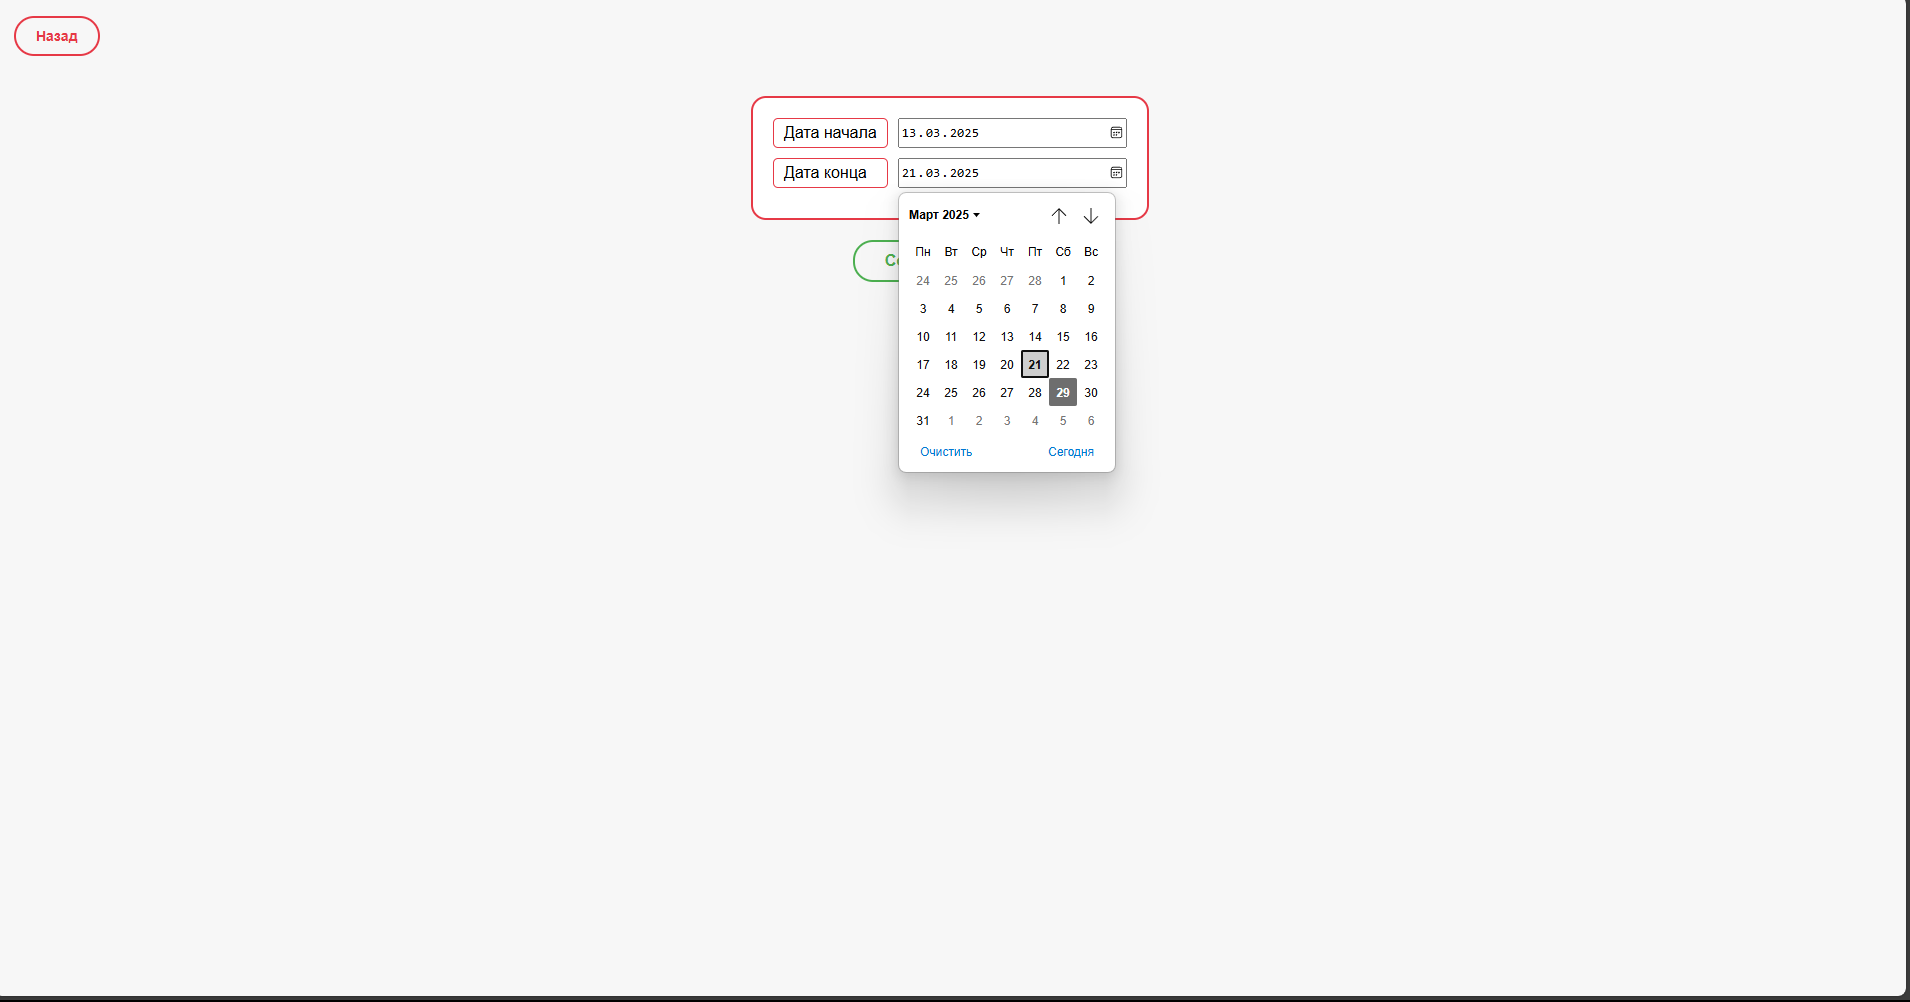 Назад
Дата начала 13.03.2025
Дата конца 21.03.2025
Март 2025
Пн Вт Ср Чт Пт Сб Вс
24 25 26 27 28 1 2
3 4 5 6 7 8 9
10 11 12 13 14 15 16
17 18 19 20 21 22 23
24 25 26 27 28 29 30
31 1 2 3 4 5 6
Очистить Сегодня